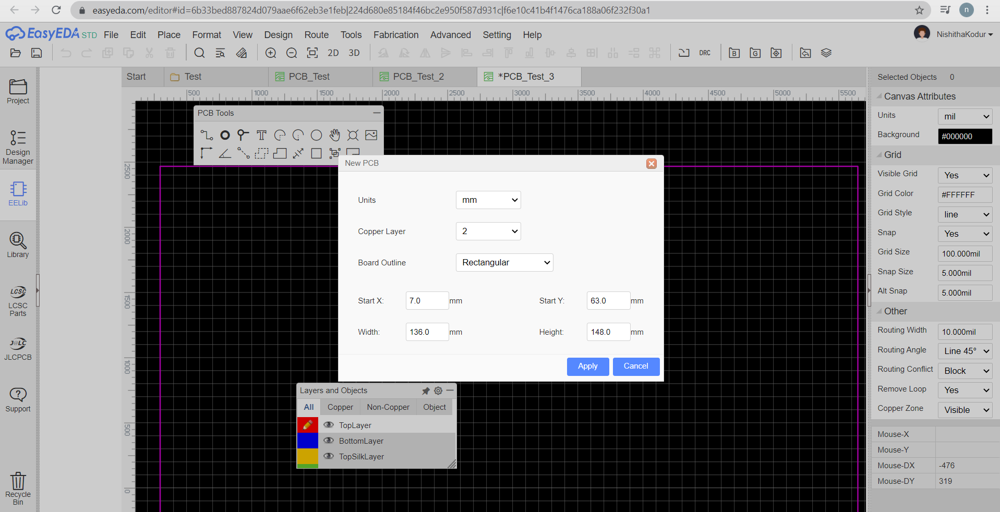 easyeda.com/editor#id=6b33bed887824d079aae6f62eb3e1feb|224d680e85184f46bc2e950f587d931c|f6e10c41b4f1476ca188a06f232f30a1
n
EasyEDA STD File Edit Place Format View Design Route Tools Fabrication Advanced Setting Help
NishithaKodur
2D 3D DRC B G
Start Test PCB_Test PCB_Test_2 *PCB_Test_3
500 1000 1500 2000 2500 3000 3500 4000 4500 5000 5500
2500
2000
1500
1000
500
0
Project
Design
Manager
EELib
Library
LCSC
LCSC
Parts
J@LC
JLCPCB
Support
Recycle
Bin
PCB Tools
T
New PCB
Units mm
Copper Layer 2
Board Outline Rectangular
Start X: 7.0 mm Start Y: 63.0 mm
Width: 136.0 mm Height: 148.0 mm
Apply Cancel
Layers and Objects
All Copper Non-Copper Object
TopLayer
BottomLayer
TopSilkLayer
Selected Objects 0
Canvas Attributes
Units mil
Background #000000
Grid
Visible Grid Yes
Grid Color #FFFFFF
Grid Style line
Snap Yes
Grid Size 100.000mil
Snap Size 5.000mil
Alt Snap 5.000mil
Other
Routing Width 10.000mil
Routing Angle Line 45°
Routing Conflict Block
Remove Loop Yes
Copper Zone Visible
Mouse-X
Mouse-Y
Mouse-DX -476
Mouse-DY 319